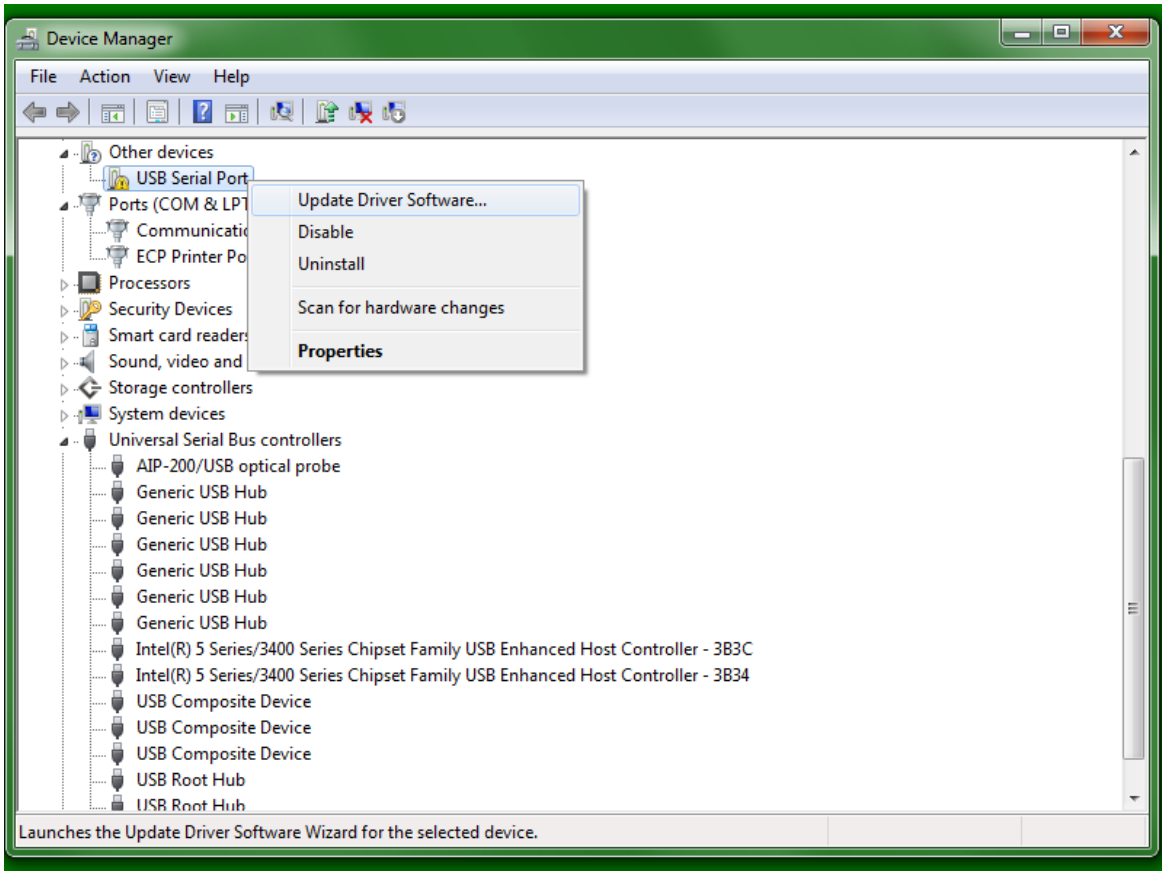 Device Manager
File Action View Help
Other devices
USB Serial Port
Ports (COM & LPT
Communicatio
ECP Printer Po
Processors
Security Devices
Smart card readers
Sound, video and
Storage controllers
System devices
Universal Serial Bus controllers
AIP-200/USB optical probe
Generic USB Hub
Generic USB Hub
Generic USB Hub
Generic USB Hub
Generic USB Hub
Generic USB Hub
Intel(R) 5 Series/3400 Series Chipset Family USB Enhanced Host Controller - 3B3C
Intel(R) 5 Series/3400 Series Chipset Family USB Enhanced Host Controller - 3B34
USB Composite Device
USB Composite Device
USB Composite Device
USB Root Hub
USB Root Hub
Update Driver Software...
Disable
Uninstall
Scan for hardware changes
Properties
Launches the Update Driver Software Wizard for the selected device.